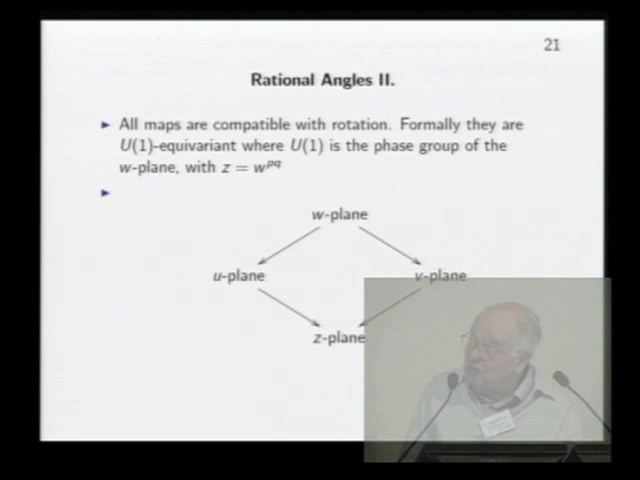 21
Rational Angles II.
All maps are compatible with rotation. Formally they are
U(1)-equivariant where U(1) is the phase group of the
w-plane, with z = w^{pq}
w-plane
u-plane v-plane
z-plane